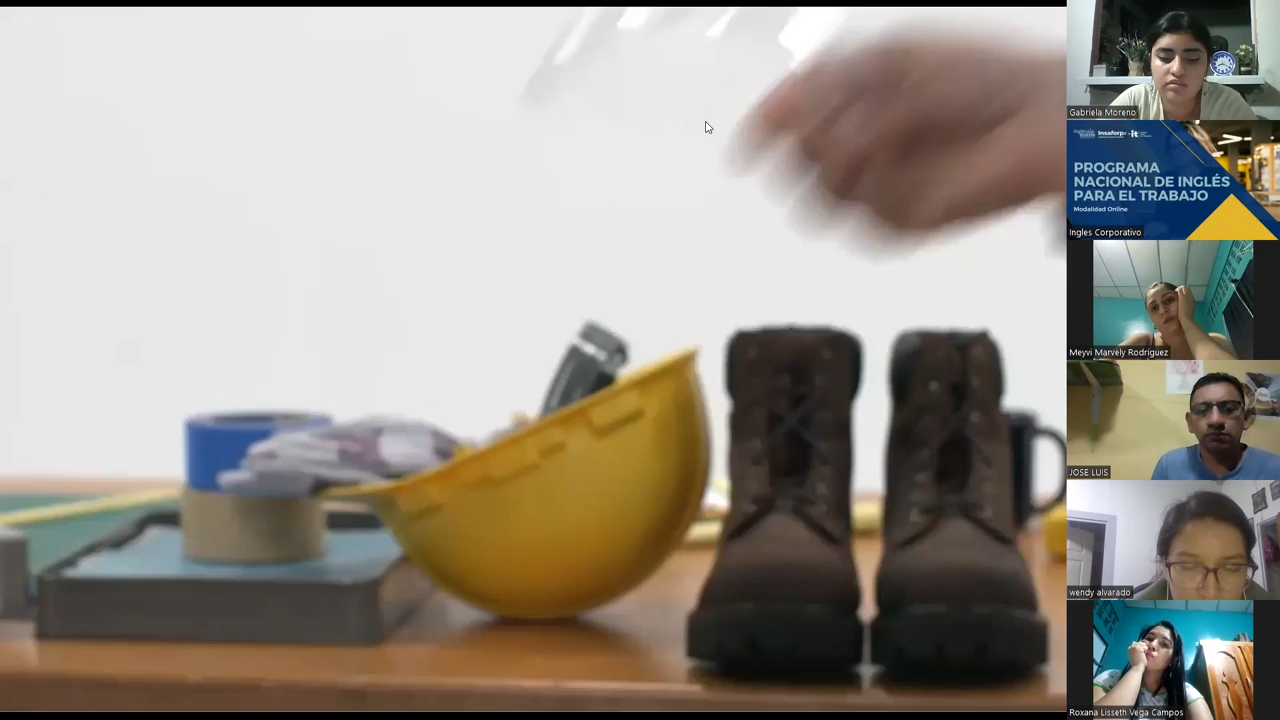 Gabriela Moreno
Insaforp
PROGRAMA
NACIONAL DE INGLÉS
PARA EL TRABAJO
Modalidad Online
Ingles Corporativo
Meyvi Marvely Rodriguez
JOSE LUIS
wendy alvarado
Roxana Lisseth Vega Campos